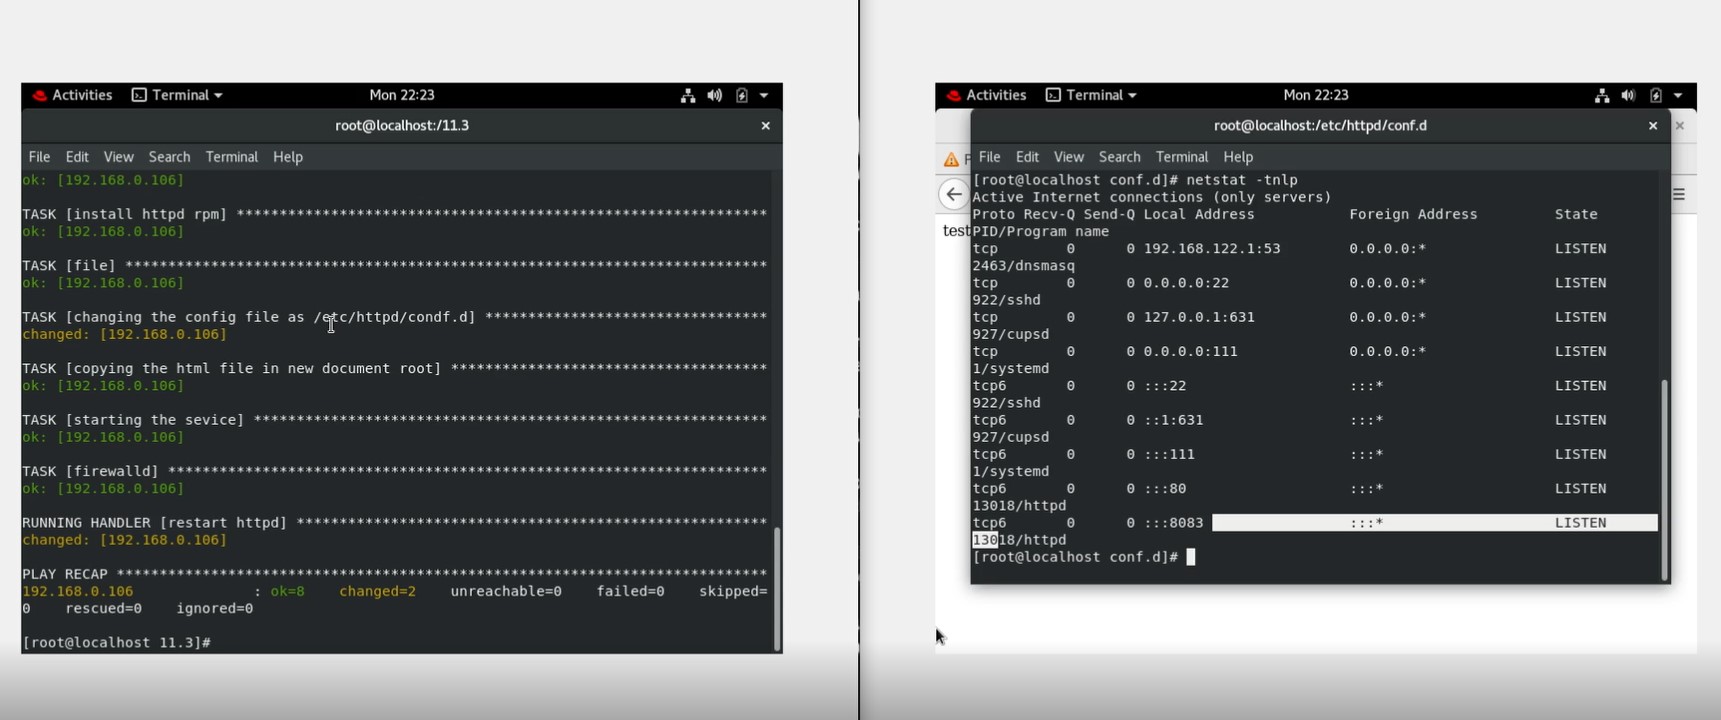 Activities Terminal Mon 22:23
root@localhost:/11.3 ×
File Edit View Search Terminal Help
ok: [192.168.0.106]
TASK [install httpd rpm] **************************************************************
ok: [192.168.0.106]
TASK [file] ***************************************************************************
ok: [192.168.0.106]
TASK [changing the config file as /etc/httpd/condf.d] *********************************
changed: [192.168.0.106]
TASK [copying the html file in new document root] *************************************
ok: [192.168.0.106]
TASK [starting the sevice] ************************************************************
ok: [192.168.0.106]
TASK [firewalld] **********************************************************************
ok: [192.168.0.106]
RUNNING HANDLER [restart httpd] *******************************************************
changed: [192.168.0.106]
PLAY RECAP ****************************************************************************
192.168.0.106 : ok=8 changed=2 unreachable=0 failed=0 skipped=
0 rescued=0 ignored=0
[root@localhost 11.3]#
Activities Terminal Mon 22:23
root@localhost:/etc/httpd/conf.d ×
File Edit View Search Terminal Help
test
[root@localhost conf.d]# netstat -tnlp
Active Internet connections (only servers)
Proto Recv-Q Send-Q Local Address Foreign Address State
PID/Program name
tcp 0 0 192.168.122.1:53 0.0.0.0:* LISTEN
2463/dnsmasq
tcp 0 0 0.0.0.0:22 0.0.0.0:* LISTEN
922/sshd
tcp 0 0 127.0.0.1:631 0.0.0.0:* LISTEN
927/cupsd
tcp 0 0 0.0.0.0:111 0.0.0.0:* LISTEN
1/systemd
tcp6 0 0 :::22 :::* LISTEN
922/sshd
tcp6 0 0 ::1:631 :::* LISTEN
927/cupsd
tcp6 0 0 :::111 :::* LISTEN
1/systemd
tcp6 0 0 :::80 :::* LISTEN
13018/httpd
tcp6 0 0 :::8083 :::* LISTEN
13018/httpd
[root@localhost conf.d]#